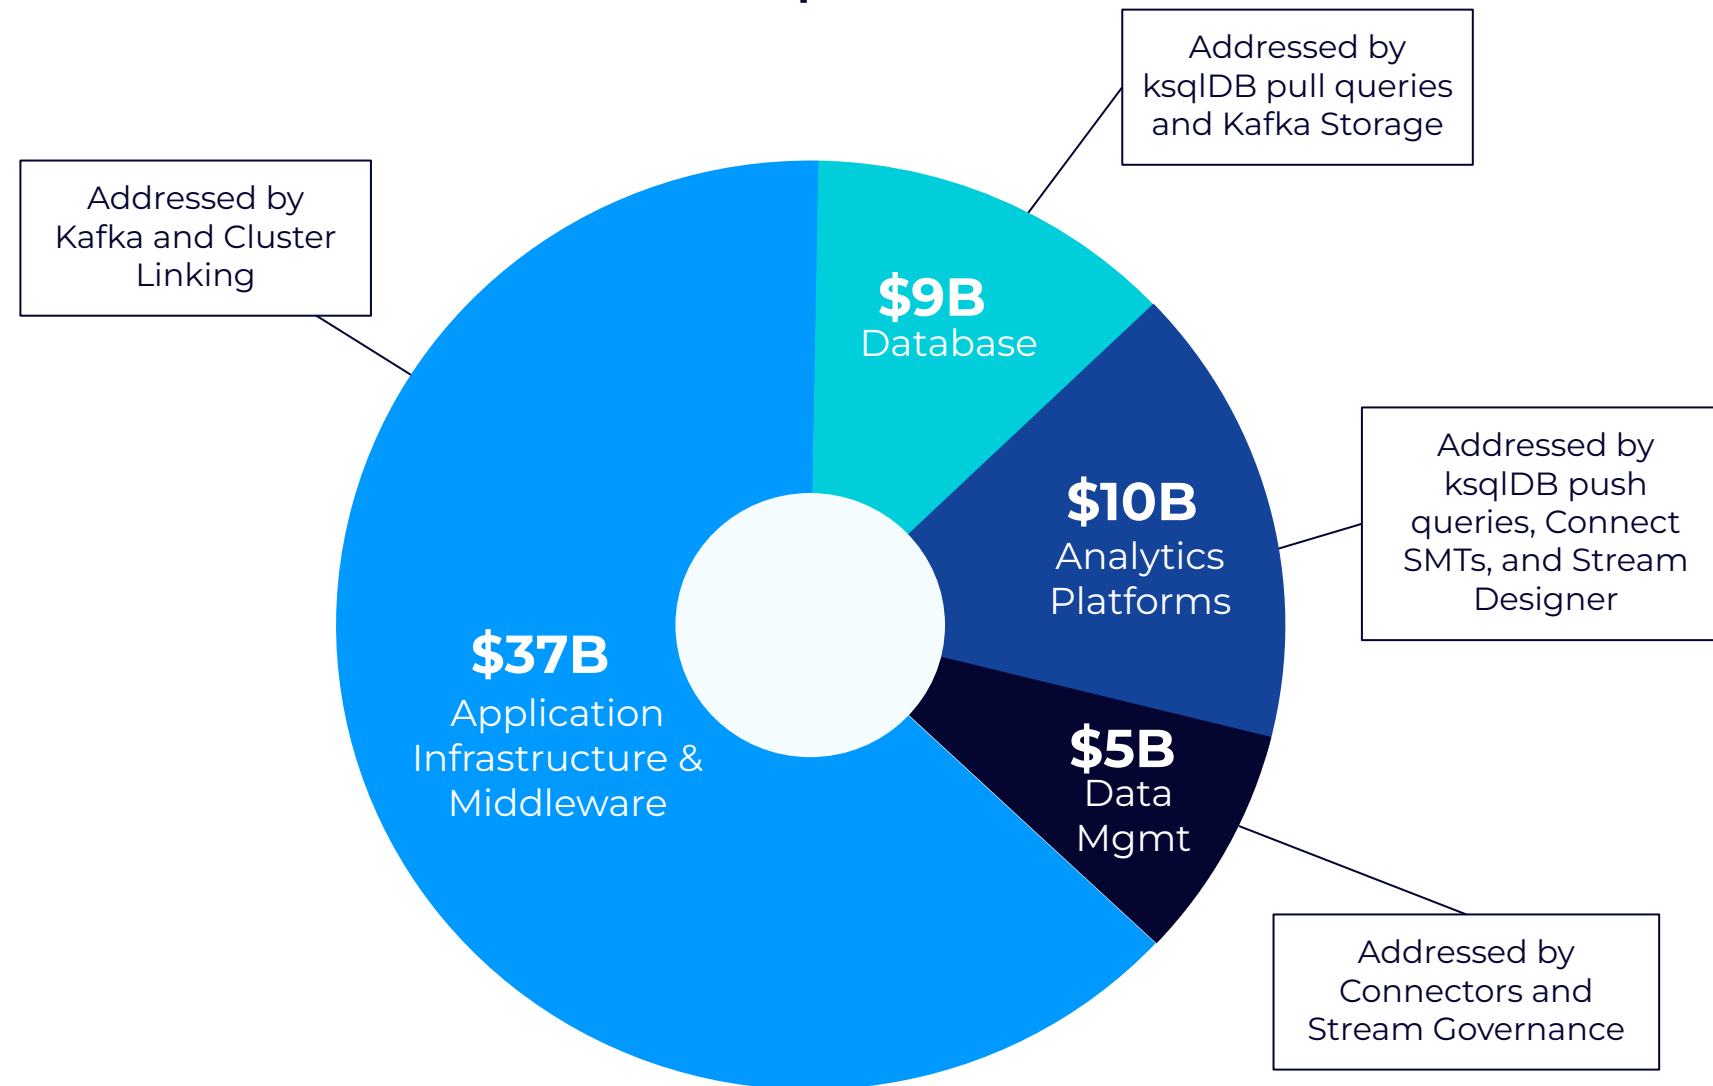 Addressed by
ksqlDB pull queries
and Kafka Storage
Addressed by
Kafka and Cluster
Linking
$9B
Database
$10B
Analytics
Platforms
Addressed by
ksqlDB push
queries, Connect
SMTs, and Stream
Designer
$37B
Application
Infrastructure &
Middleware
$5B
Data
Mgmt
Addressed by
Connectors and
Stream Governance